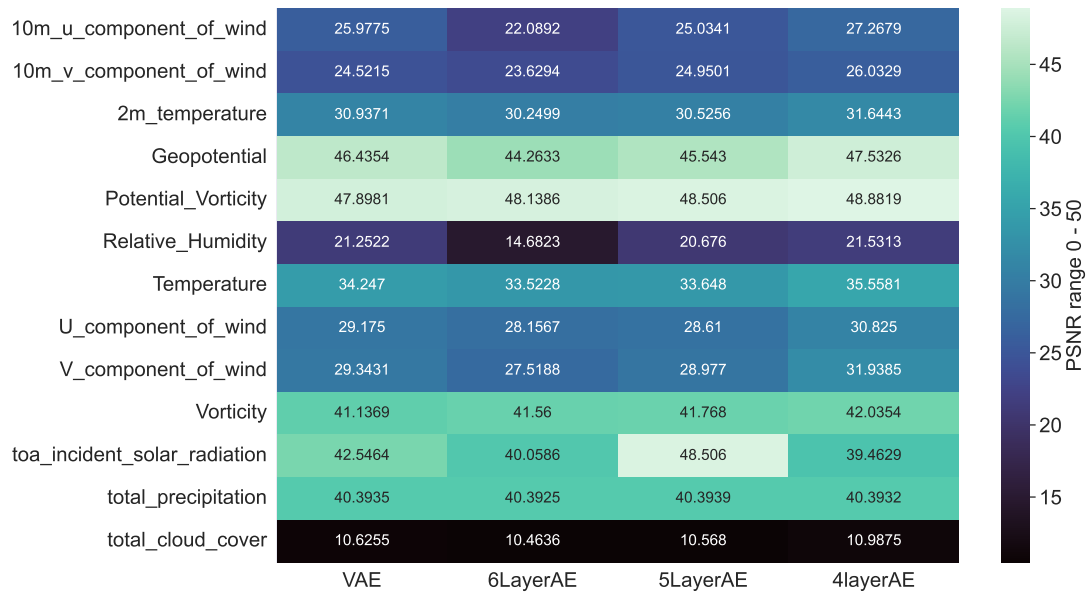 10m_u_component_of_wind 25.9775 22.0892 25.0341 27.2679
10m_v_component_of_wind 24.5215 23.6294 24.9501 26.0329
2m_temperature 30.9371 30.2499 30.5256 31.6443
Geopotential 46.4354 44.2633 45.543 47.5326
Potential_Vorticity 47.8981 48.1386 48.506 48.8819
Relative_Humidity 21.2522 14.6823 20.676 21.5313
Temperature 34.247 33.5228 33.648 35.5581
U_component_of_wind 29.175 28.1567 28.61 30.825
V_component_of_wind 29.3431 27.5188 28.977 31.9385
Vorticity 41.1369 41.56 41.768 42.0354
toa_incident_solar_radiation 42.5464 40.0586 48.506 39.4629
total_precipitation 40.3935 40.3925 40.3939 40.3932
total_cloud_cover 10.6255 10.4636 10.568 10.9875
VAE 6LayerAE 5LayerAE 4layerAE
45
40
35
30
25
20
15
PSNR range 0 - 50